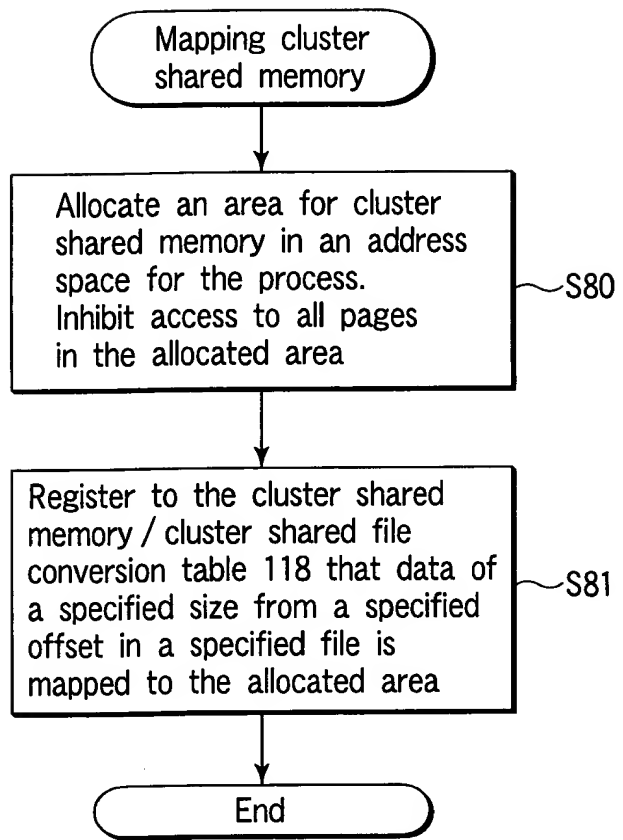 Mapping cluster
shared memory
Allocate an area for cluster
shared memory in an address
space for the process.
Inhibit access to all pages
in the allocated area
S80
Register to the cluster shared
memory / cluster shared file
conversion table 118 that data of
a specified size from a specified
offset in a specified file is
mapped to the allocated area
S81
End